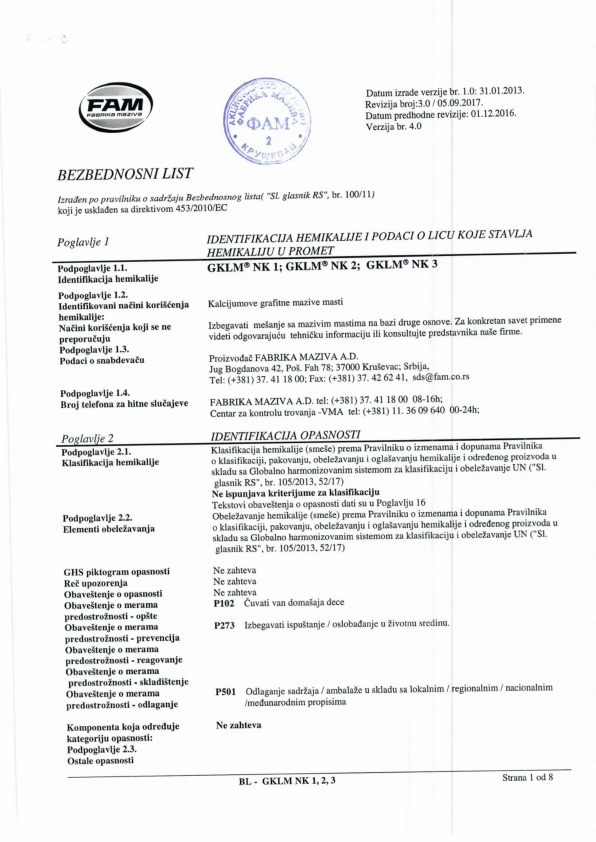 FAM
FABRIKA MAZIVA
ФАБРИКА МАЗИВА
ФАМ
2
КРУШЕВАЦ
Datum izrade verzije br. 1.0: 31.01.2013.
Revizija broj:3.0 / 05.09.2017.
Datum predhodne revizije: 01.12.2016.
Verzija br. 4.0
BEZBEDNOSNI LIST
Izrađen po pravilniku o sadržaju Bezbednosnog lista( "Sl. glasnik RS", br. 100/11)
koji je usklađen sa direktivom 453/2010/EC
Poglavlje 1
IDENTIFIKACIJA HEMIKALIJE I PODACI O LICU KOJE STAVLJA
HEMIKALIJU U PROMET
Podpoglavlje 1.1.
Identifikacija hemikalije
GKLM® NK 1; GKLM® NK 2; GKLM® NK 3
Podpoglavlje 1.2.
Identifikovani načini korišćenja
hemikalije:
Kalcijumove grafitne mazive masti
Načini korišćenja koji se ne
preporučuju
Izbegavati mešanje sa mazivim mastima na bazi druge osnove. Za konkretan savet primene
videti odgovarajuću tehničku informaciju ili konsultujte predstavnika naše firme.
Podpoglavlje 1.3.
Podaci o snabdevaču
Proizvođač FABRIKA MAZIVA A.D.
Jug Bogdanova 42, Poš. Fah 78; 37000 Kruševac; Srbija,
Tel: (+381) 37. 41 18 00; Fax: (+381) 37. 42 62 41, sds@fam.co.rs
Podpoglavlje 1.4.
Broj telefona za hitne slučajeve
FABRIKA MAZIVA A.D. tel: (+381) 37. 41 18 00 08-16h;
Centar za kontrolu trovanja -VMA tel: (+381) 11. 36 09 640 00-24h;
Poglavlje 2
IDENTIFIKACIJA OPASNOSTI
Podpoglavlje 2.1.
Klasifikacija hemikalije
Klasifikacija hemikalije (smeše) prema Pravilniku o izmenama i dopunama Pravilnika
o klasifikaciji, pakovanju, obeležavanju i oglašavanju hemikalije i određenog proizvoda u
skladu sa Globalno harmonizovanim sistemom za klasifikaciju i obeležavanje UN ("Sl.
glasnik RS", br. 105/2013, 52/17)
Ne ispunjava kriterijume za klasifikaciju
Tekstovi obaveštenja o opasnosti dati su u Poglavlju 16
Podpoglavlje 2.2.
Elementi obeležavanja
Obeležavanje hemikalije (smeše) prema Pravilniku o izmenama i dopunama Pravilnika
o klasifikaciji, pakovanju, obeležavanju i oglašavanju hemikalije i određenog proizvoda u
skladu sa Globalno harmonizovanim sistemom za klasifikaciju i obeležavanje UN ("Sl.
glasnik RS", br. 105/2013, 52/17)
GHS piktogram opasnosti
Ne zahteva
Reč upozorenja
Ne zahteva
Obaveštenje o opasnosti
Ne zahteva
Obaveštenje o merama
predostrožnosti - opšte
P102 Čuvati van domašaja dece
Obaveštenje o merama
predostrožnosti - prevencija
P273 Izbegavati ispuštanje / oslobađanje u životnu sredinu.
Obaveštenje o merama
predostrožnosti - reagovanje
Obaveštenje o merama
predostrožnosti - skladištenje
Obaveštenje o merama
predostrožnosti - odlaganje
P501 Odlaganje sadržaja / ambalaže u skladu sa lokalnim / regionalnim / nacionalnim
/međunarodnim propisima
Komponenta koja određuje
kategoriju opasnosti:
Ne zahteva
Podpoglavlje 2.3.
Ostale opasnosti
BL - GKLM NK 1, 2, 3
Strana 1 od 8